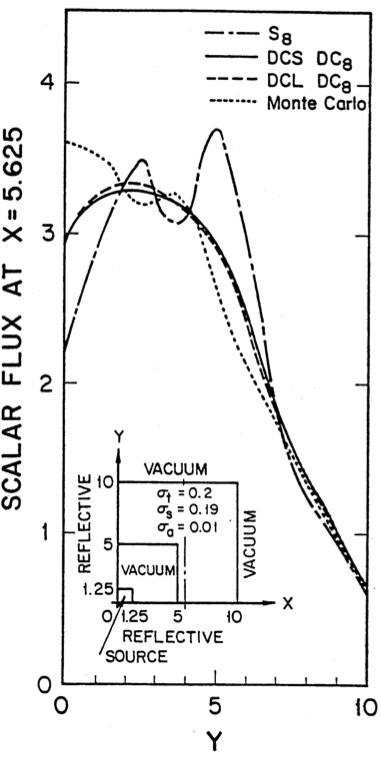 S8
DCS DC8
DCL DC8
Monte Carlo
SCALAR FLUX AT X=5.625
4
3
2
1
0
0
5
10
Y
Y
VACUUM
10
σt = 0.2
σs = 0.19
σa = 0.01
REFLECTIVE
VACUUM
5
VACUUM
1.25
0
1.25
5
10
X
REFLECTIVE
SOURCE